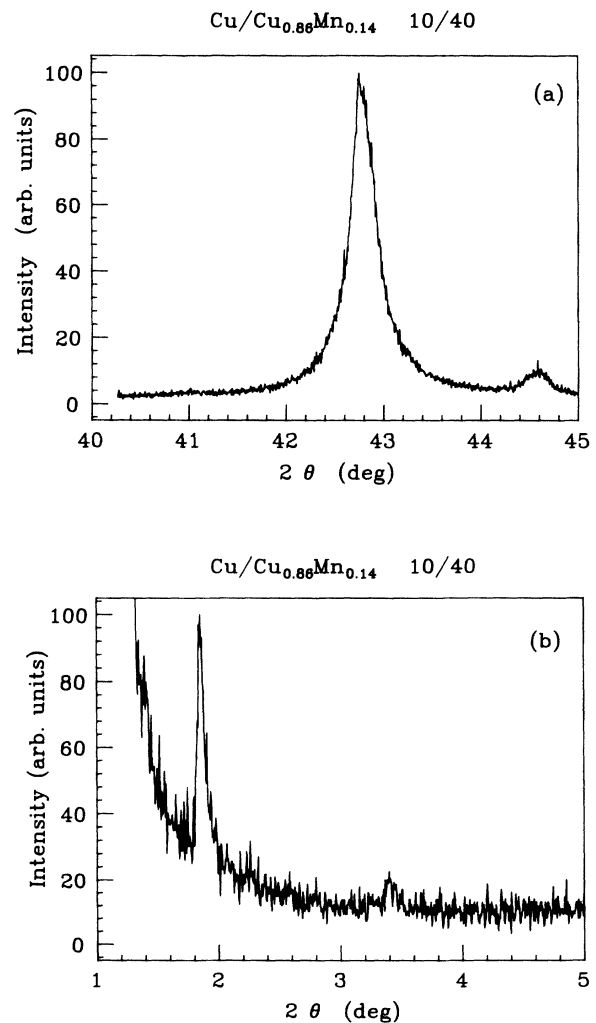 Cu/Cu₀.₈₆Mn₀.₁₄ 10/40
(a)
Intensity (arb. units)
100
80
60
40
20
0
40 41 42 43 44 45
2 θ (deg)
Cu/Cu₀.₈₆Mn₀.₁₄ 10/40
(b)
Intensity (arb. units)
100
80
60
40
20
0
1 2 3 4 5
2 θ (deg)